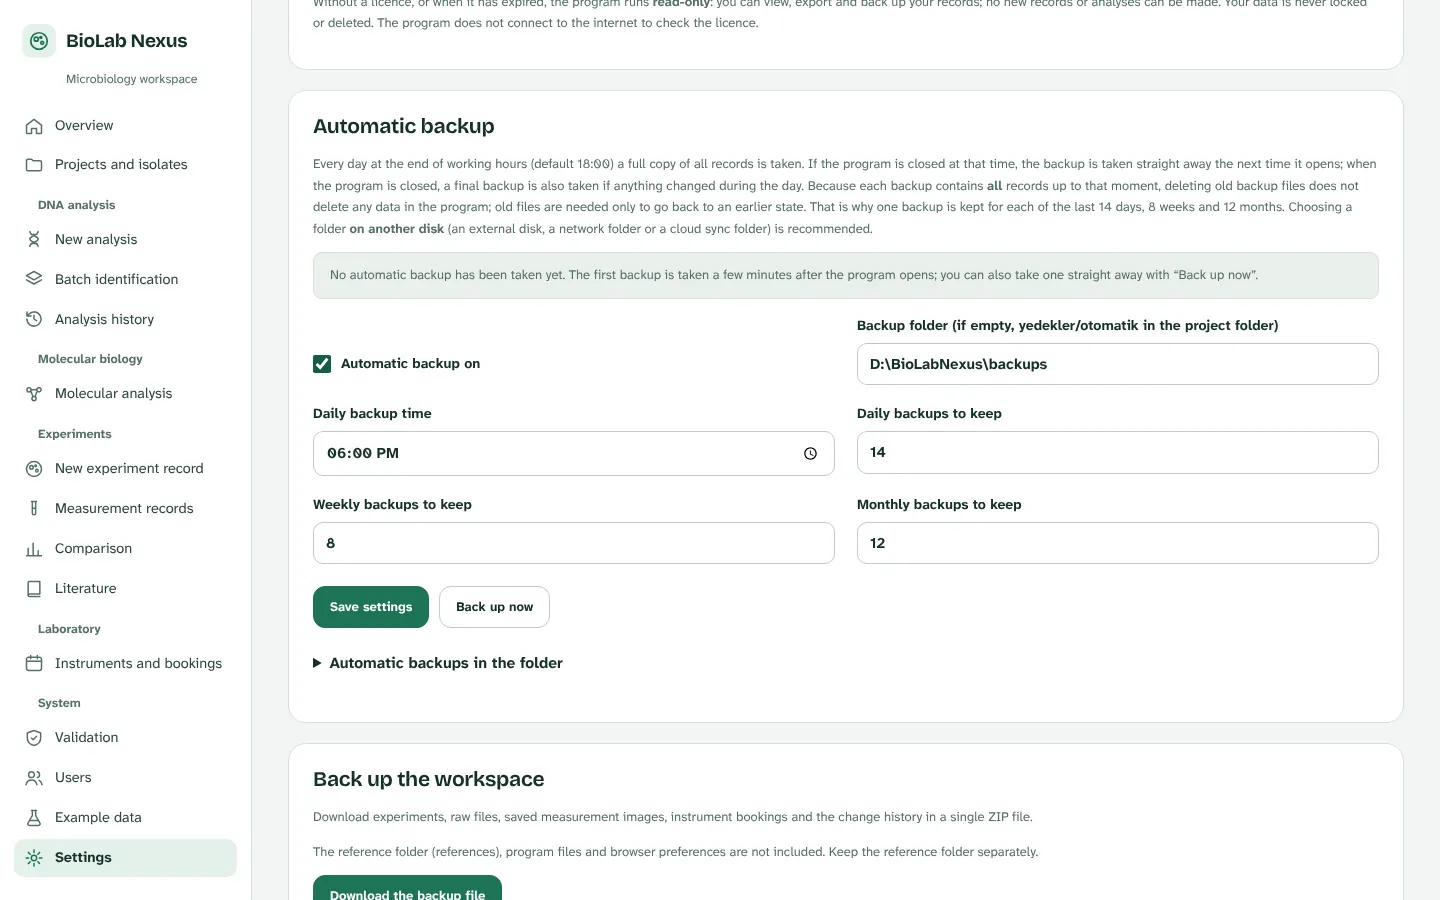 BioLab Nexus
Microbiology workspace
Overview
Projects and isolates
DNA analysis
New analysis
Batch identification
Analysis history
Molecular biology
Molecular analysis
Experiments
New experiment record
Measurement records
Comparison
Literature
Laboratory
Instruments and bookings
System
Validation
Users
Example data
Settings
Without a licence, or when it has expired, the program runs read-only: you can view, export and back up your records; no new records or analyses can be made. Your data is never locked
or deleted. The program does not connect to the internet to check the licence.
Automatic backup
Every day at the end of working hours (default 18:00) a full copy of all records is taken. If the program is closed at that time, the backup is taken straight away the next time it opens; when
the program is closed, a final backup is also taken if anything changed during the day. Because each backup contains all records up to that moment, deleting old backup files does not
delete any data in the program; old files are needed only to go back to an earlier state. That is why one backup is kept for each of the last 14 days, 8 weeks and 12 months. Choosing a
folder on another disk (an external disk, a network folder or a cloud sync folder) is recommended.
No automatic backup has been taken yet. The first backup is taken a few minutes after the program opens; you can also take one straight away with “Back up now”.
Automatic backup on
Backup folder (if empty, yedekler/otomatik in the project folder)
D:\BioLabNexus\backups
Daily backup time
06:00 PM
Daily backups to keep
14
Weekly backups to keep
8
Monthly backups to keep
12
Save settings
Back up now
Automatic backups in the folder
Back up the workspace
Download experiments, raw files, saved measurement images, instrument bookings and the change history in a single ZIP file.
The reference folder (references), program files and browser preferences are not included. Keep the reference folder separately.
Download the backup file